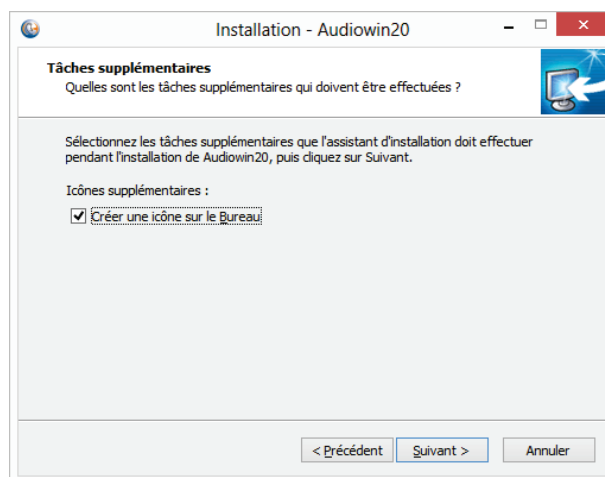 Installation - Audiowin20
Tâches supplémentaires
Quelles sont les tâches supplémentaires qui doivent être effectuées ?
Sélectionnez les tâches supplémentaires que l'assistant d'installation doit effectuer
pendant l'installation de Audiowin20, puis cliquez sur Suivant.
Icônes supplémentaires :
Créer une icône sur le Bureau
< Précédent
Suivant >
Annuler